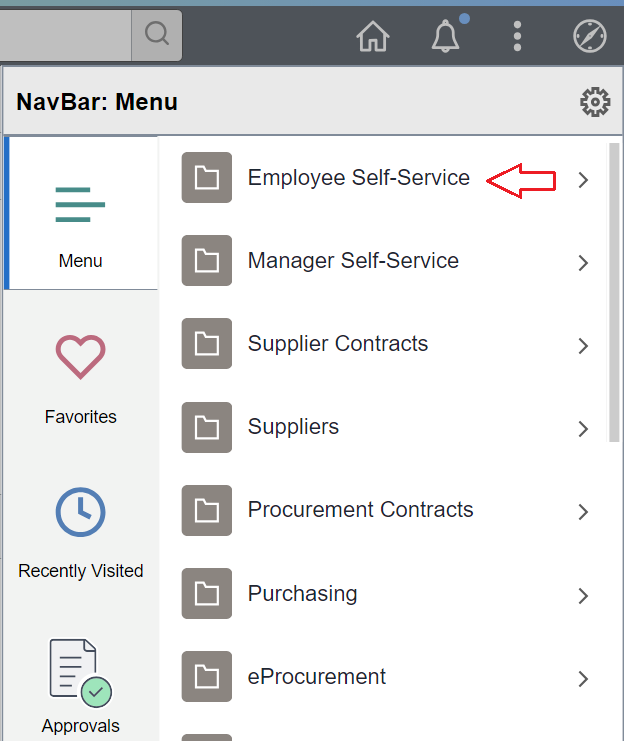 NavBar: Menu
Menu
Favorites
Recently Visited
Approvals
Employee Self-Service
Manager Self-Service
Supplier Contracts
Suppliers
Procurement Contracts
Purchasing
eProcurement